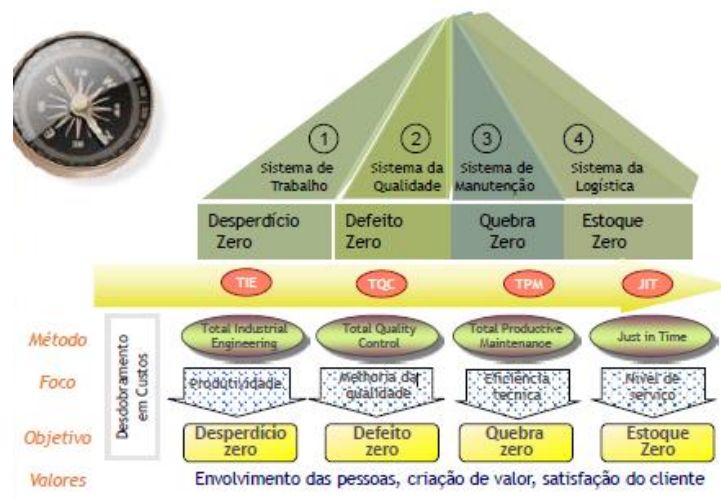 1
2
3
4
Sistema de
Trabalho
Sistema da
Qualidade
Sistema de
Manutenção
Sistema da
Logística
Desperdício
Zero
Defeito
Zero
Quebra
Zero
Estoque
Zero
TIE
TQC
TPM
JIT
Desdobramento
em Custos
Método
Total Industrial
Engineering
Total Quality
Control
Total Productive
Maintenance
Just in Time
Foco
Produtividade
Melhoria da
qualidade
Eficiência
tecnica
Nível de
serviço
Objetivo
Desperdício
zero
Defeito
zero
Quebra
zero
Estoque
Zero
Valores
Envolvimento das pessoas, criação de valor, satisfação do cliente